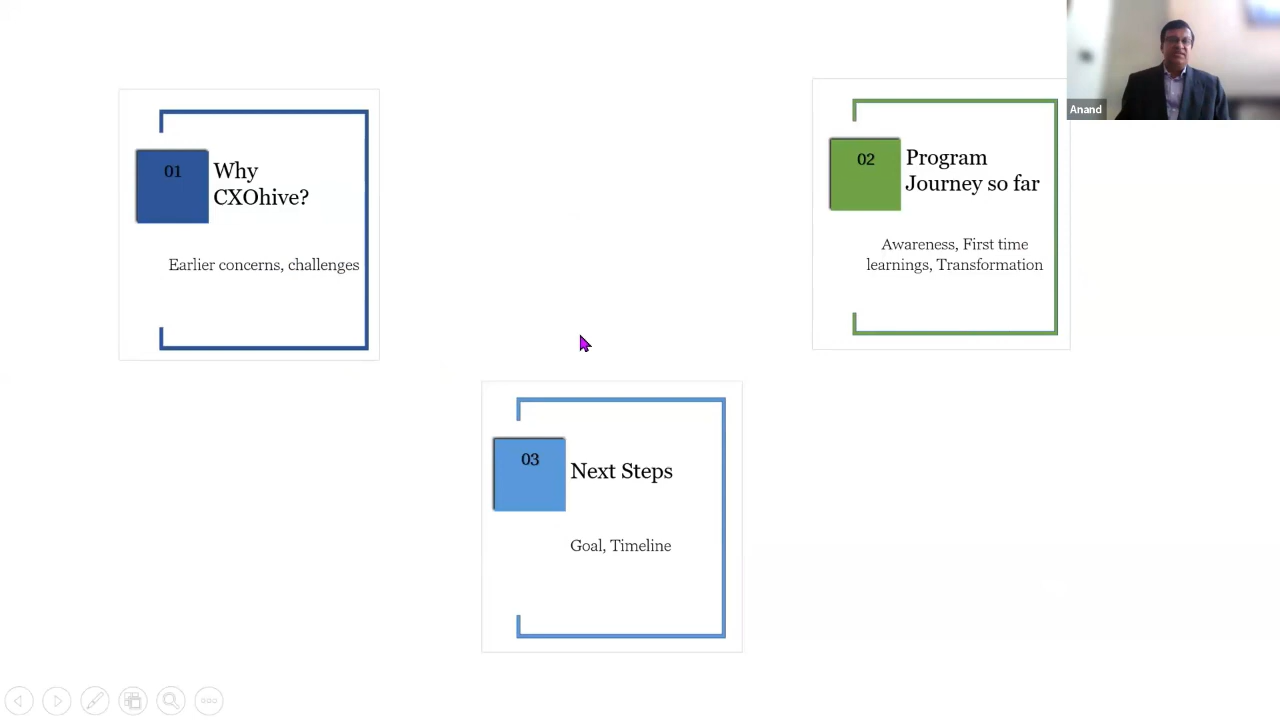 01
Why
CXOhive?
Earlier concerns, challenges
02
Program
Journey so far
Awareness, First time
learnings, Transformation
Anand
03
Next Steps
Goal, Timeline